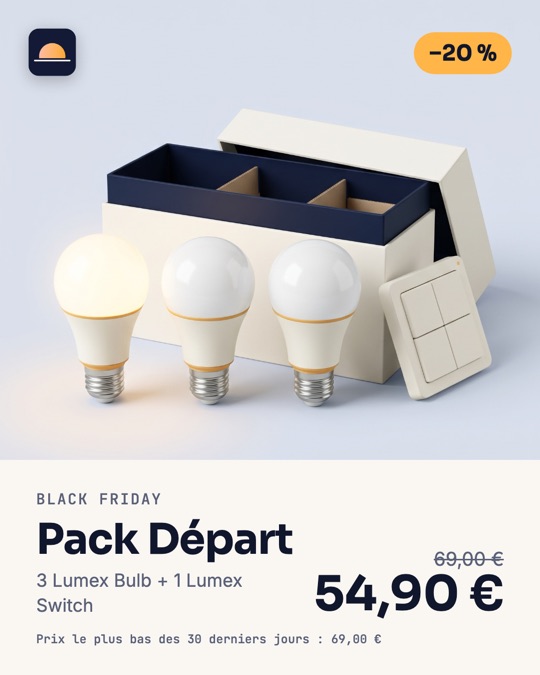 −20 %
BLACK FRIDAY
Pack Départ
3 Lumex Bulb + 1 Lumex
Switch
69,00 €
54,90 €
Prix le plus bas des 30 derniers jours : 69,00 €